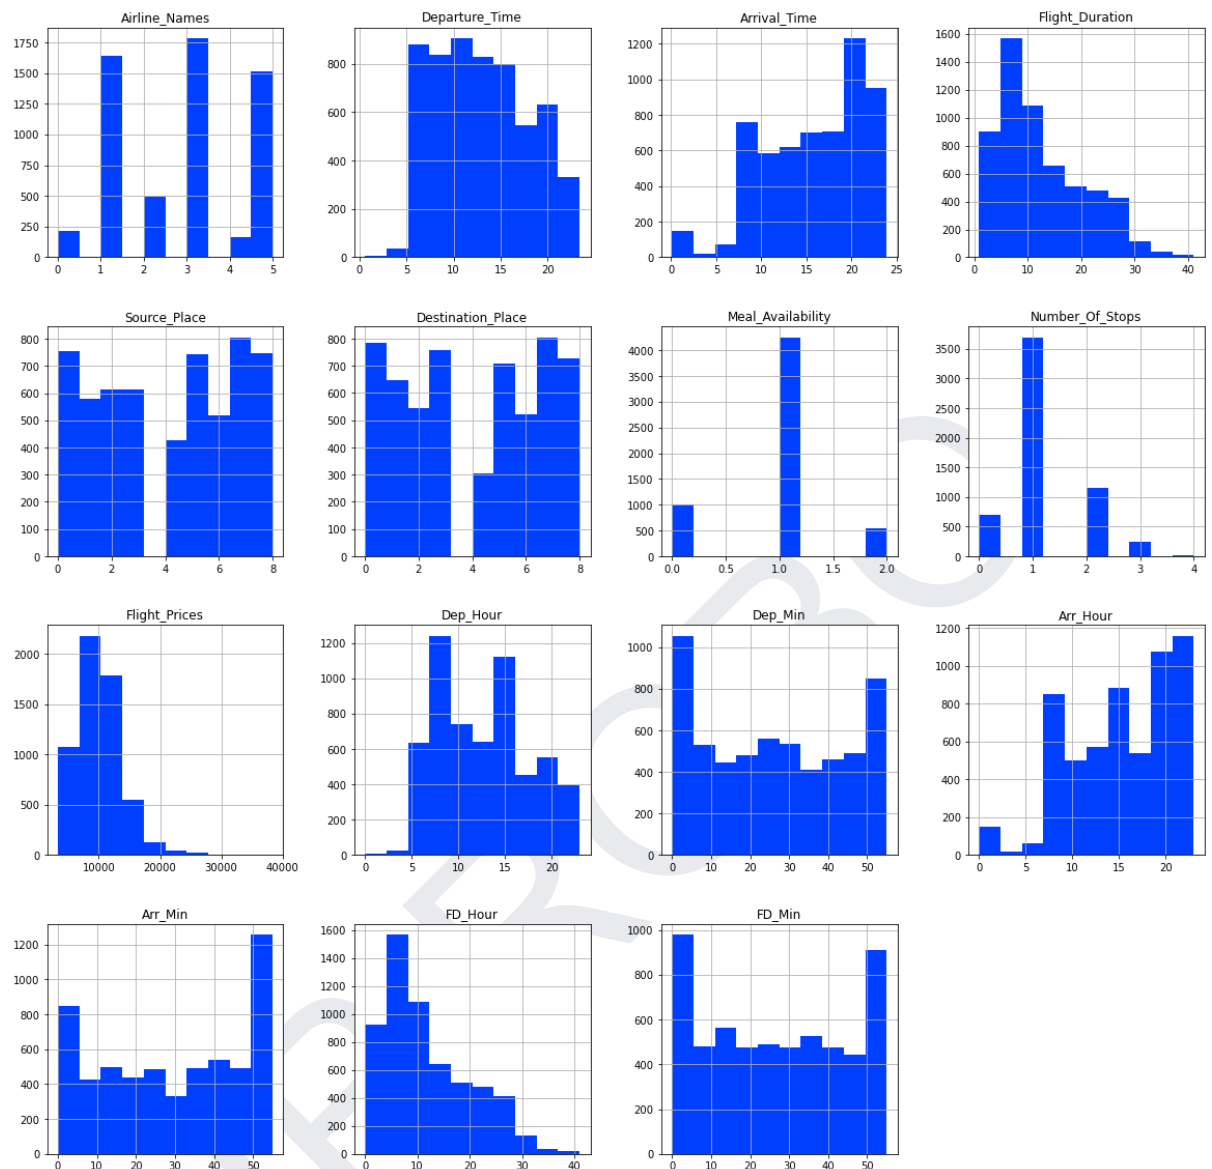 Airline_Names Departure_Time Arrival_Time Flight_Duration
1750 1500 1250 1000 750 500 250 0
0 1 2 3 4 5
800 600 400 200 0
0 5 10 15 20
1200 1000 800 600 400 200 0
0 5 10 15 20 25
1600 1400 1200 1000 800 600 400 200 0
0 10 20 30 40
Source_Place Destination_Place Meal_Availability Number_Of_Stops
800 700 600 500 400 300 200 100 0
0 2 4 6 8
800 700 600 500 400 300 200 100 0
0 2 4 6 8
4000 3500 3000 2500 2000 1500 1000 500 0
0.0 0.5 1.0 1.5 2.0
3500 3000 2500 2000 1500 1000 500 0
0 1 2 3 4
Flight_Prices Dep_Hour Dep_Min Arr_Hour
2000 1500 1000 500 0
10000 20000 30000 40000
1200 1000 800 600 400 200 0
0 5 10 15 20
1000 800 600 400 200 0
0 10 20 30 40 50
1200 1000 800 600 400 200 0
0 5 10 15 20
Arr_Min FD_Hour FD_Min
1200 1000 800 600 400 200 0
0 10 20 30 40 50
1600 1400 1200 1000 800 600 400 200 0
0 10 20 30 40
1000 800 600 400 200 0
0 10 20 30 40 50